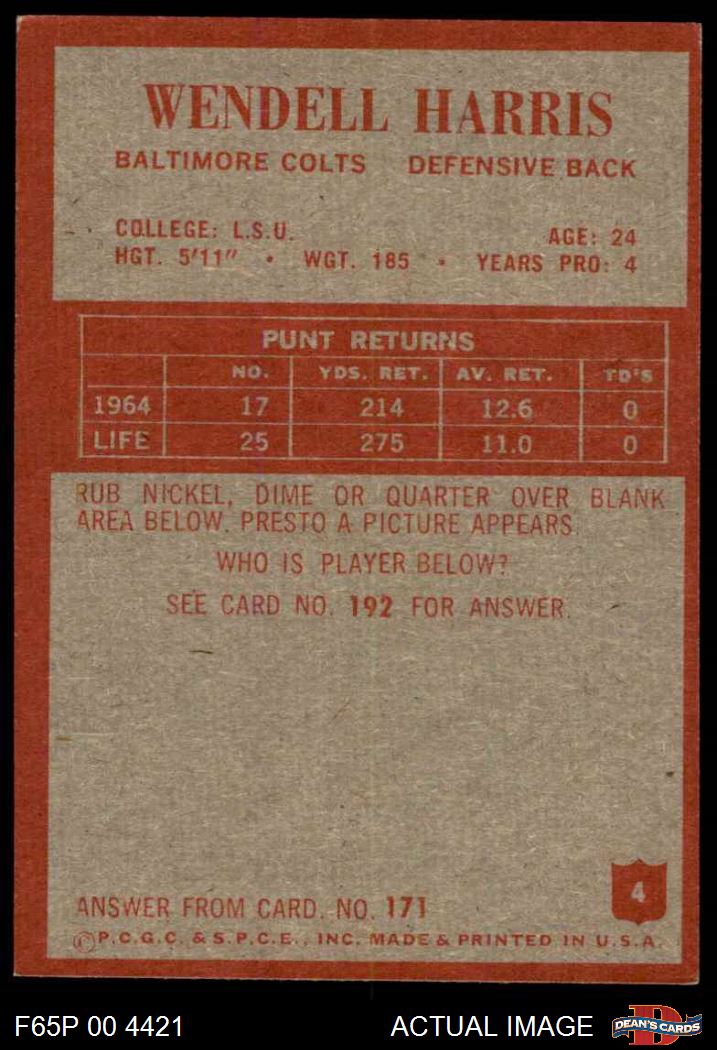 WENDELL HARRIS
BALTIMORE COLTS DEFENSIVE BACK
COLLEGE: L.S.U. AGE: 24
HGT. 5'11" • WGT. 185 • YEARS PRO: 4
PUNT RETURNS
NO. YDS. RET. AV. RET. TD'S
1964 17 214 12.6 0
LIFE 25 275 11.0 0
RUB NICKEL, DIME OR QUARTER OVER BLANK
AREA BELOW. PRESTO A PICTURE APPEARS.
WHO IS PLAYER BELOW?
SEE CARD NO. 192 FOR ANSWER.
4
ANSWER FROM CARD. NO. 171
©P.C.G.C. & S.P.C.E., INC. MADE & PRINTED IN U.S.A.
F65P 00 4421 ACTUAL IMAGE DEAN'S CARDS